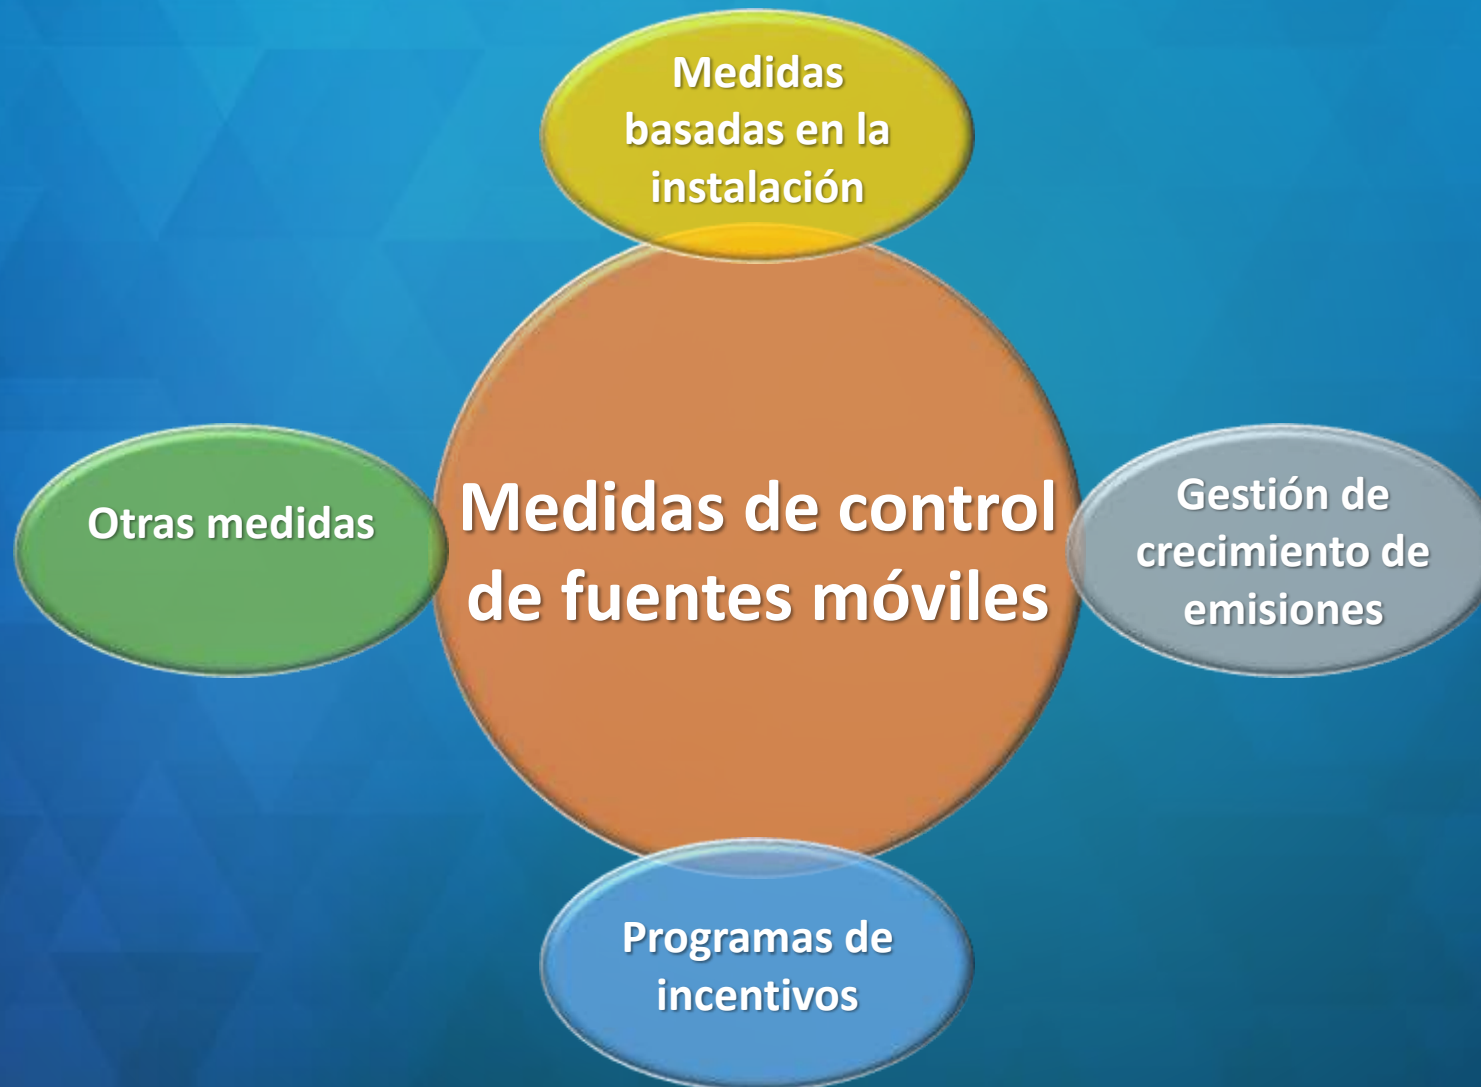 Medidas
basadas en la
instalación
Otras medidas
Medidas de control
de fuentes móviles
Gestión de
crecimiento de
emisiones
Programas de
incentivos